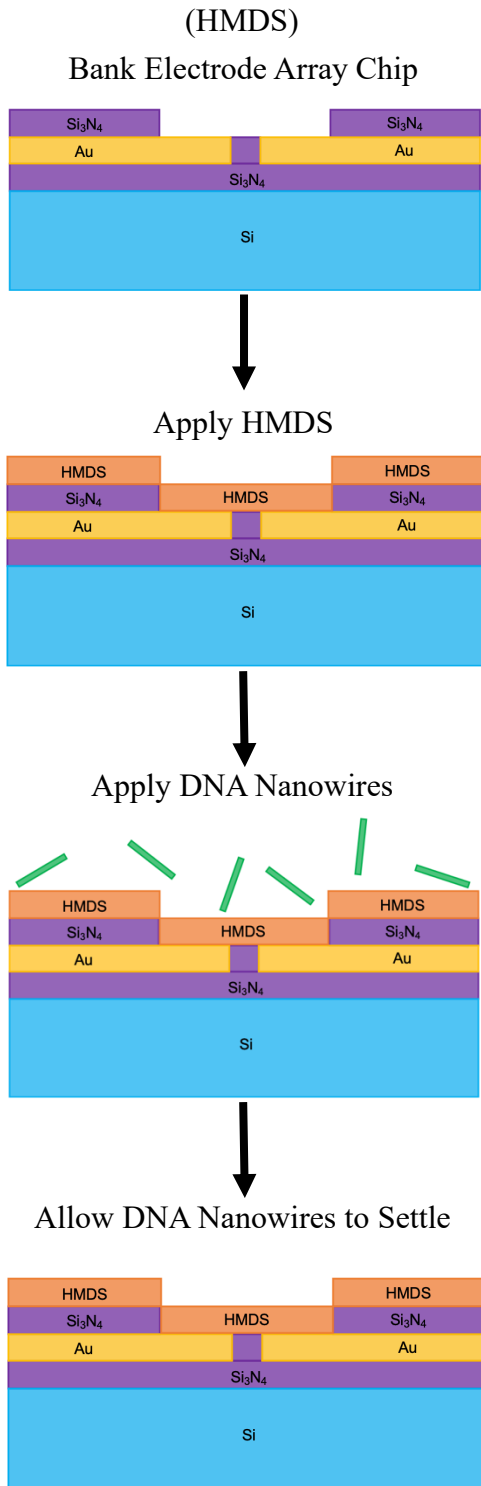 (HMDS)
Bank Electrode Array Chip
Si₃N₄ Si₃N₄
Au Au
Si₃N₄
Si
Apply HMDS
HMDS HMDS
Si₃N₄ HMDS Si₃N₄
Au Au
Si₃N₄
Si
Apply DNA Nanowires
HMDS HMDS
Si₃N₄ HMDS Si₃N₄
Au Au
Si₃N₄
Si
Allow DNA Nanowires to Settle
HMDS HMDS
Si₃N₄ HMDS Si₃N₄
Au Au
Si₃N₄
Si